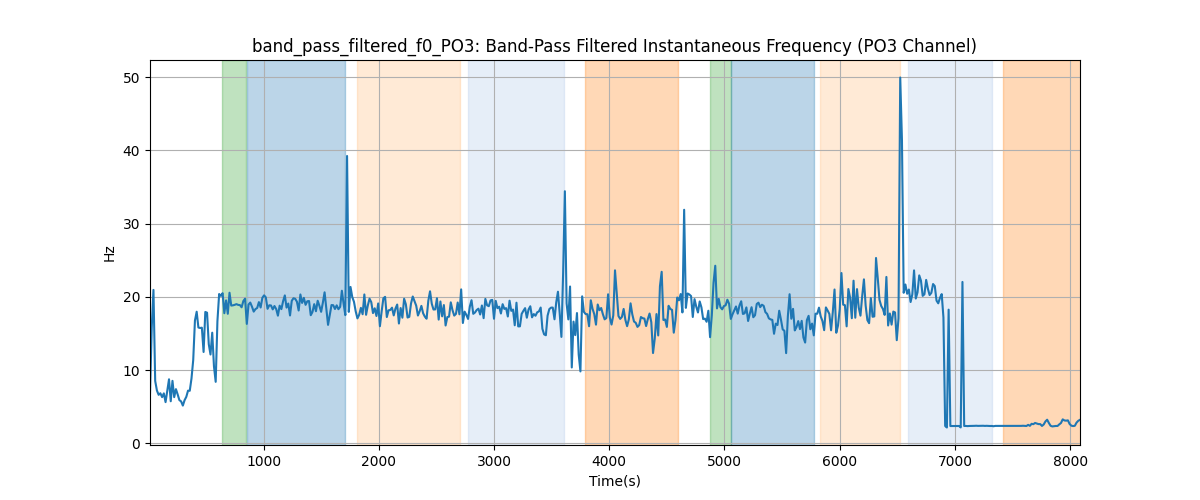 band_pass_filtered_f0_PO3: Band-Pass Filtered Instantaneous Frequency (PO3 Channel)
50
40
30
20
10
0
Hz
1000 2000 3000 4000 5000 6000 7000 8000
Time(s)